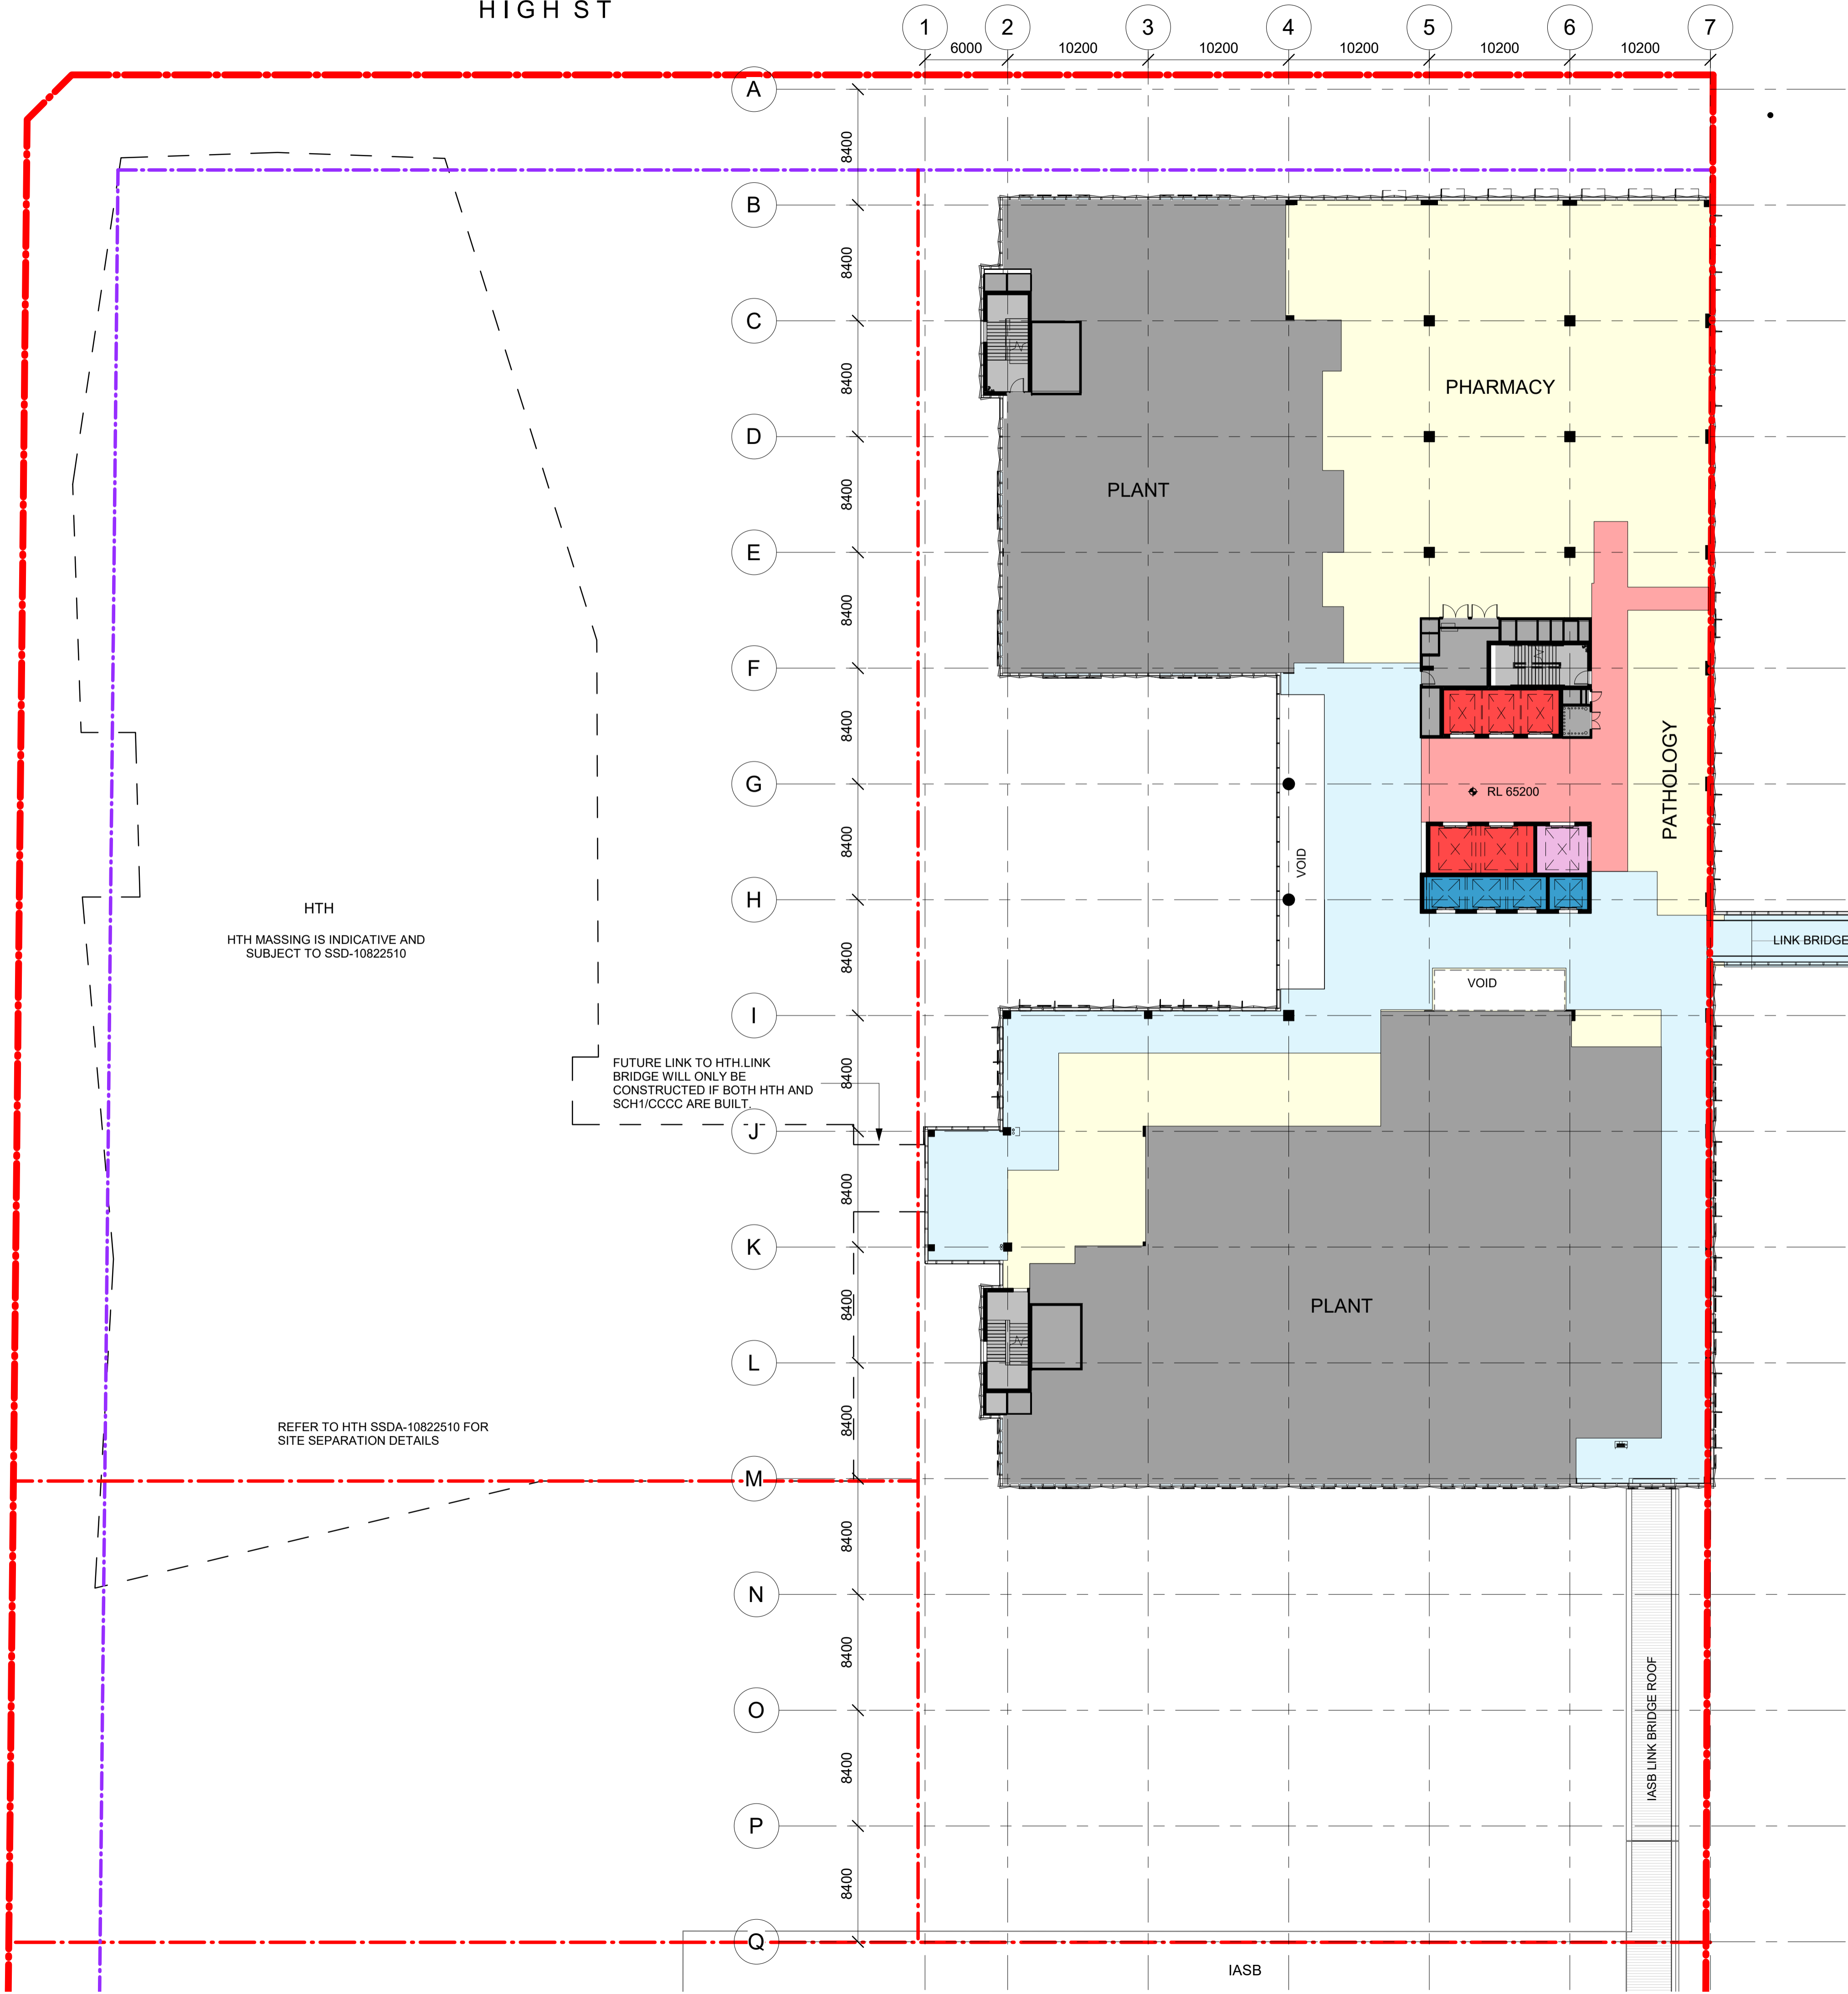 HIGH ST
1 2 3 4 5 6 7
6000 10200 10200 10200 10200 10200
A
8400
B
8400
C
8400
PHARMACY
D
PLANT
8400
E
8400
F
8400
PATHOLOGY
G
RL 65200
8400
VOID
H
HTH
HTH MASSING IS INDICATIVE AND
SUBJECT TO SSD-10822510
8400
LINK BRIDGE
VOID
I
FUTURE LINK TO HTH.LINK
BRIDGE WILL ONLY BE
CONSTRUCTED IF BOTH HTH AND
SCH1/CCCC ARE BUILT.
8400
J
8400
K
8400
PLANT
L
8400
REFER TO HTH SSDA-10822510 FOR
SITE SEPARATION DETAILS
M
8400
N
8400
O
IASB LINK BRIDGE ROOF
8400
P
8400
Q
IASB